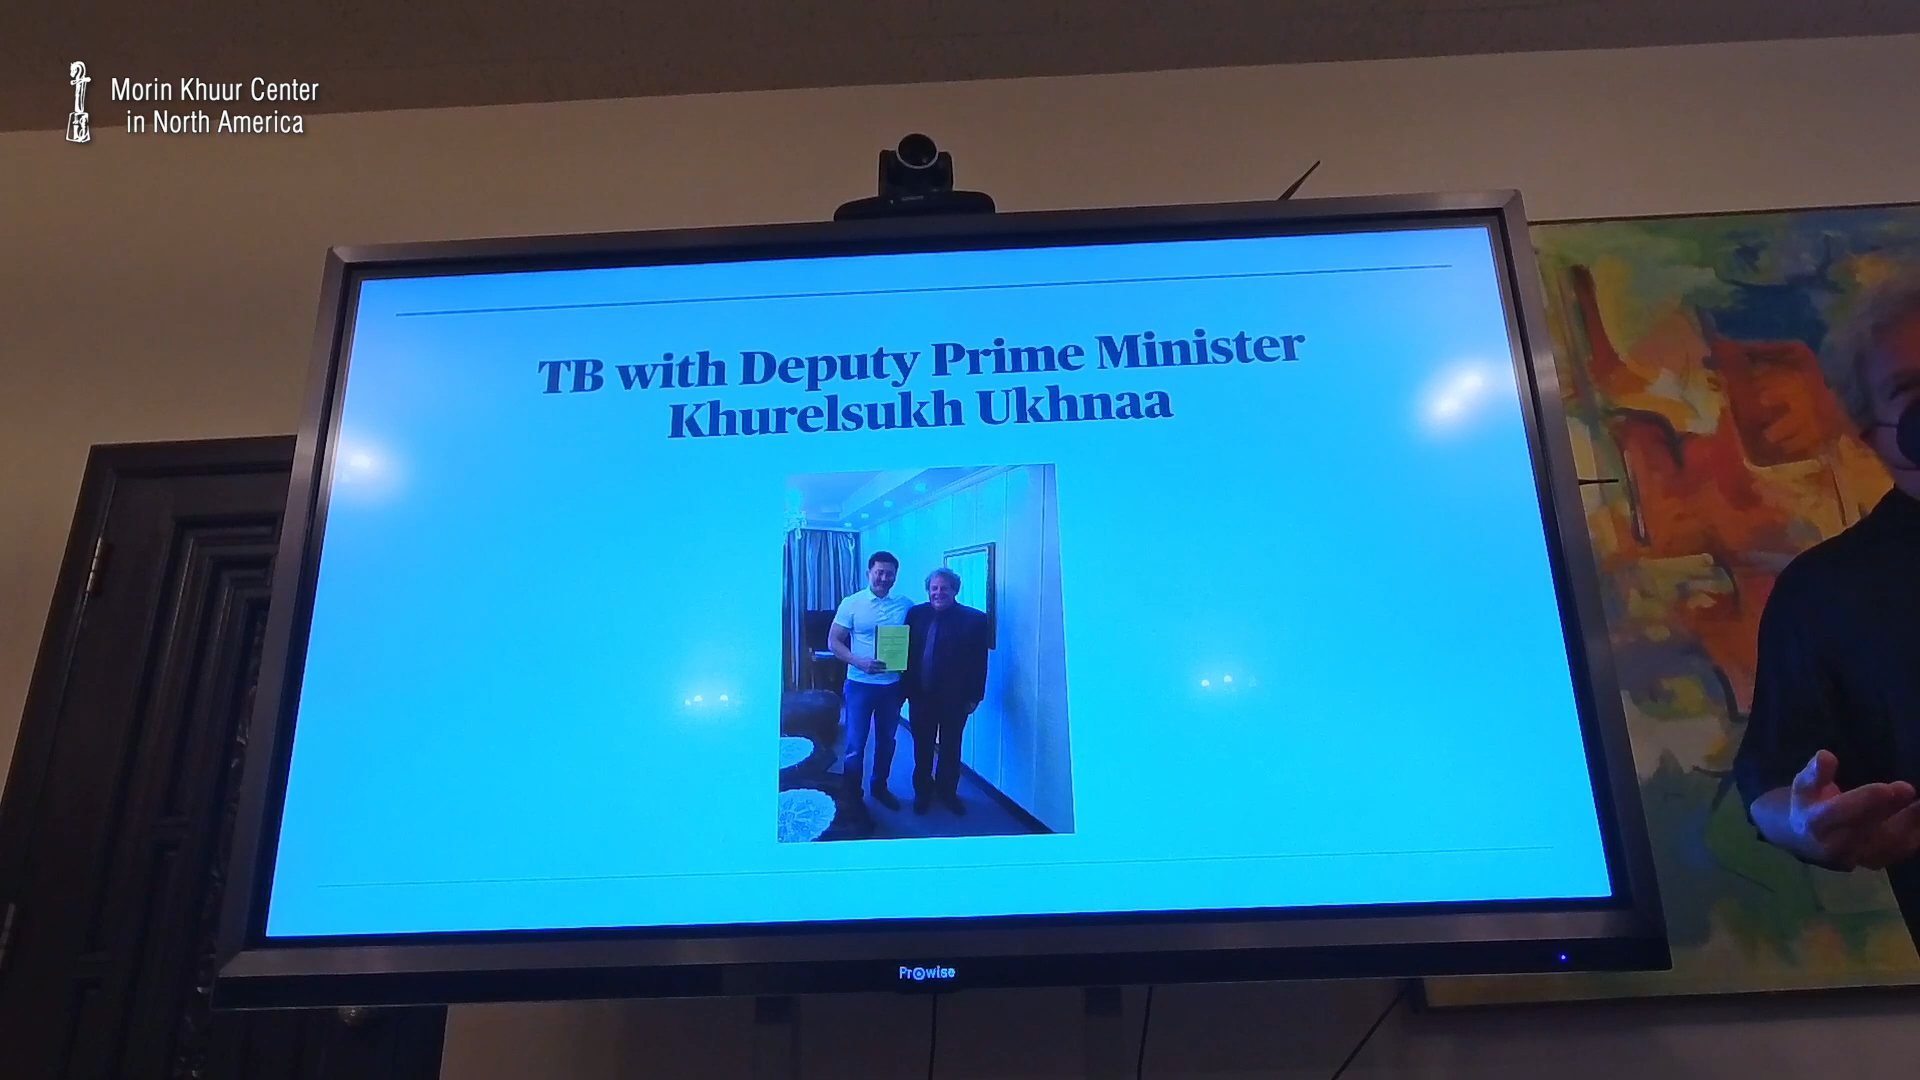 Morin Khuur Center
in North America
TB with Deputy Prime Minister
Khurelsukh Ukhnaa
Prowise